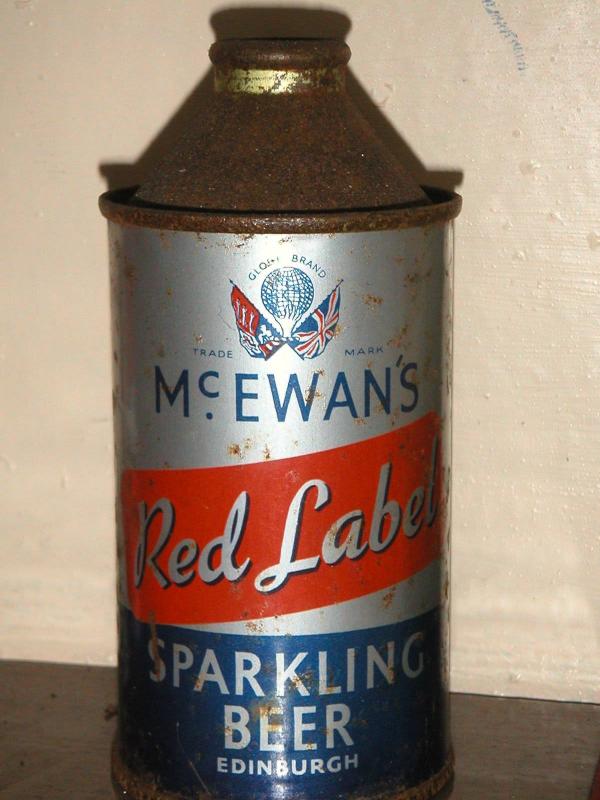 GLOBE BRAND
TRADE MARK
McEWAN'S
Red Label
SPARKLING
BEER
EDINBURGH